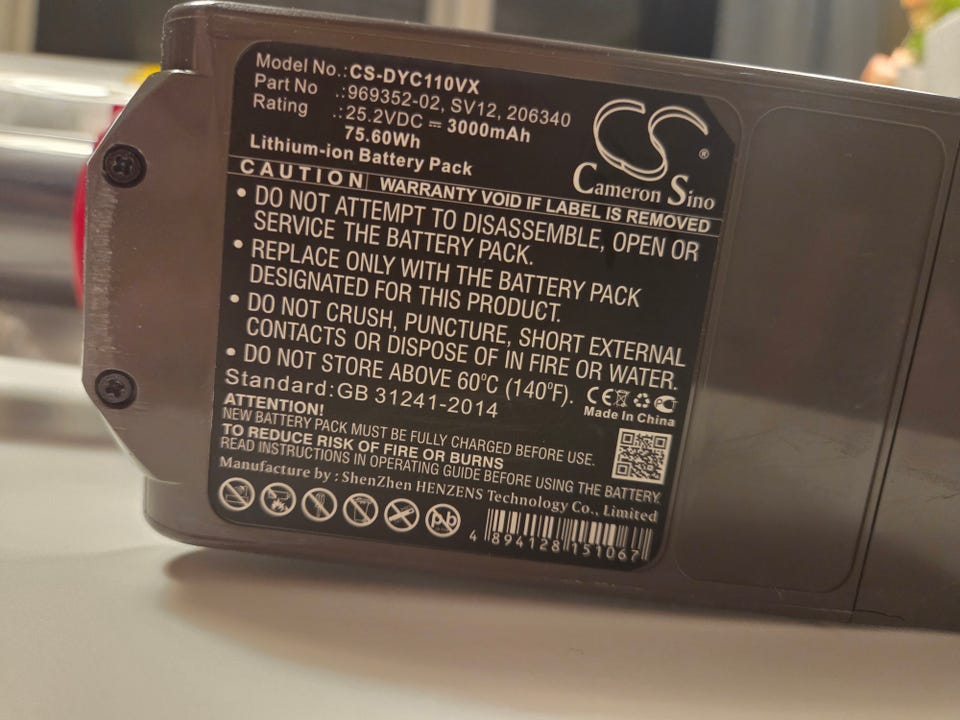 Model No.:CS-DYC110VX
Part No .:969352-02, SV12, 206340
Rating .:25.2VDC ⎓ 3000mAh
75.60Wh
Lithium-ion Battery Pack
CS ®
Cameron Sino
CAUTION WARRANTY VOID IF LABEL IS REMOVED
• DO NOT ATTEMPT TO DISASSEMBLE, OPEN OR
SERVICE THE BATTERY PACK.
• REPLACE ONLY WITH THE BATTERY PACK
DESIGNATED FOR THIS PRODUCT.
• DO NOT CRUSH, PUNCTURE, SHORT EXTERNAL
CONTACTS OR DISPOSE OF IN FIRE OR WATER.
• DO NOT STORE ABOVE 60ºC (140ºF).
CE
Standard:GB 31241-2014
Made In China
ATTENTION!
NEW BATTERY PACK MUST BE FULLY CHARGED BEFORE USE.
TO REDUCE RISK OF FIRE OR BURNS
READ INSTRUCTIONS IN OPERATING GUIDE BEFORE USING THE BATTERY.
Manufacture by : ShenZhen HENZENS Technology Co., Limited
Pb
4 894128 151067